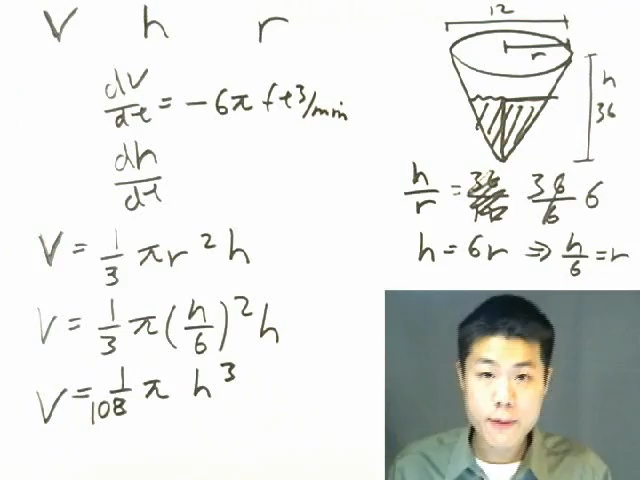 V h r
dV/dt = -6π ft3/min
dh/dt
V = 1/3 πr²h
V = 1/3 π(h/6)²h
V = 1/108 π h³
12
r
h
36
h/r = 36/6 6
h = 6r ⇒ h/6 = r